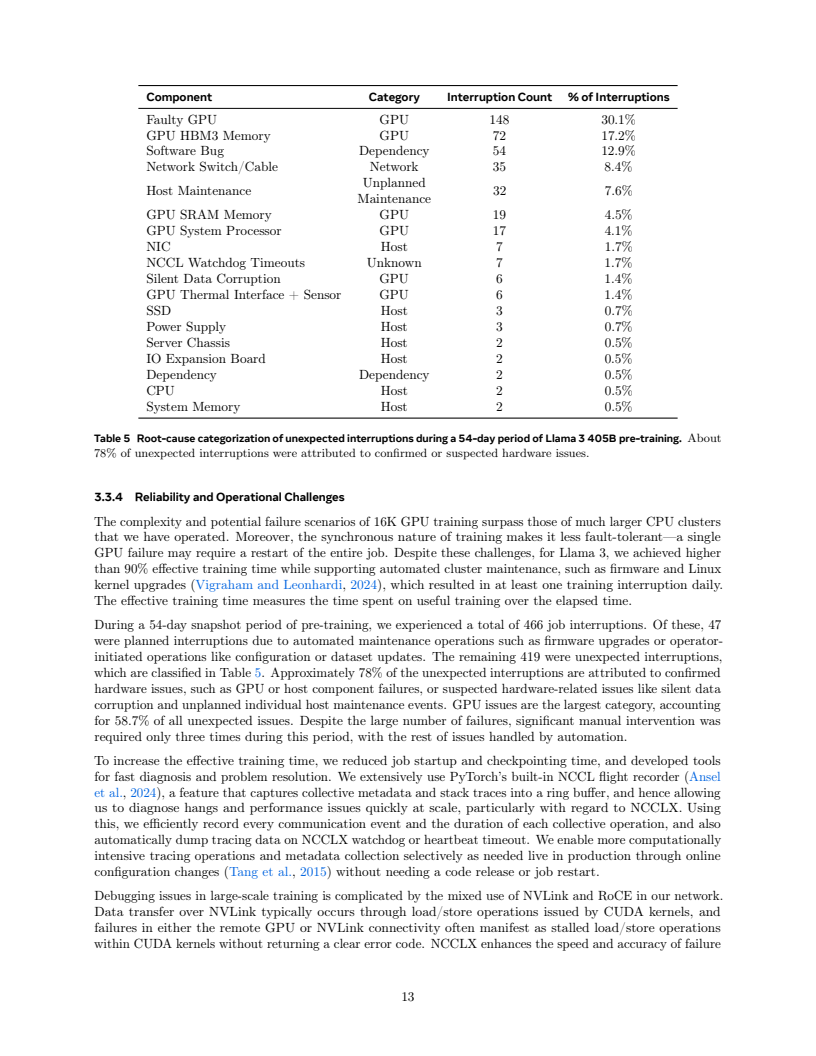 Component Category Interruption Count % of Interruptions
Faulty GPU GPU 148 30.1%
GPU HBM3 Memory GPU 72 17.2%
Software Bug Dependency 54 12.9%
Network Switch/Cable Network 35 8.4%
Host Maintenance Unplanned Maintenance 32 7.6%
GPU SRAM Memory GPU 19 4.5%
GPU System Processor GPU 17 4.1%
NIC Host 7 1.7%
NCCL Watchdog Timeouts Unknown 7 1.7%
Silent Data Corruption GPU 6 1.4%
GPU Thermal Interface + Sensor GPU 6 1.4%
SSD Host 3 0.7%
Power Supply Host 3 0.7%
Server Chassis Host 2 0.5%
IO Expansion Board Host 2 0.5%
Dependency Dependency 2 0.5%
CPU Host 2 0.5%
System Memory Host 2 0.5%
Table 5 Root-cause categorization of unexpected interruptions during a 54-day period of Llama 3 405B pre-training. About
78% of unexpected interruptions were attributed to confirmed or suspected hardware issues.
3.3.4 Reliability and Operational Challenges
The complexity and potential failure scenarios of 16K GPU training surpass those of much larger CPU clusters
that we have operated. Moreover, the synchronous nature of training makes it less fault-tolerant—a single
GPU failure may require a restart of the entire job. Despite these challenges, for Llama 3, we achieved higher
than 90% effective training time while supporting automated cluster maintenance, such as firmware and Linux
kernel upgrades (Vigraham and Leonhardi, 2024), which resulted in at least one training interruption daily.
The effective training time measures the time spent on useful training over the elapsed time.
During a 54-day snapshot period of pre-training, we experienced a total of 466 job interruptions. Of these, 47
were planned interruptions due to automated maintenance operations such as firmware upgrades or operator-
initiated operations like configuration or dataset updates. The remaining 419 were unexpected interruptions,
which are classified in Table 5. Approximately 78% of the unexpected interruptions are attributed to confirmed
hardware issues, such as GPU or host component failures, or suspected hardware-related issues like silent data
corruption and unplanned individual host maintenance events. GPU issues are the largest category, accounting
for 58.7% of all unexpected issues. Despite the large number of failures, significant manual intervention was
required only three times during this period, with the rest of issues handled by automation.
To increase the effective training time, we reduced job startup and checkpointing time, and developed tools
for fast diagnosis and problem resolution. We extensively use PyTorch's built-in NCCL flight recorder (Ansel
et al., 2024), a feature that captures collective metadata and stack traces into a ring buffer, and hence allowing
us to diagnose hangs and performance issues quickly at scale, particularly with regard to NCCLX. Using
this, we efficiently record every communication event and the duration of each collective operation, and also
automatically dump tracing data on NCCLX watchdog or heartbeat timeout. We enable more computationally
intensive tracing operations and metadata collection selectively as needed live in production through online
configuration changes (Tang et al., 2015) without needing a code release or job restart.
Debugging issues in large-scale training is complicated by the mixed use of NVLink and RoCE in our network.
Data transfer over NVLink typically occurs through load/store operations issued by CUDA kernels, and
failures in either the remote GPU or NVLink connectivity often manifest as stalled load/store operations
within CUDA kernels without returning a clear error code. NCCLX enhances the speed and accuracy of failure
13